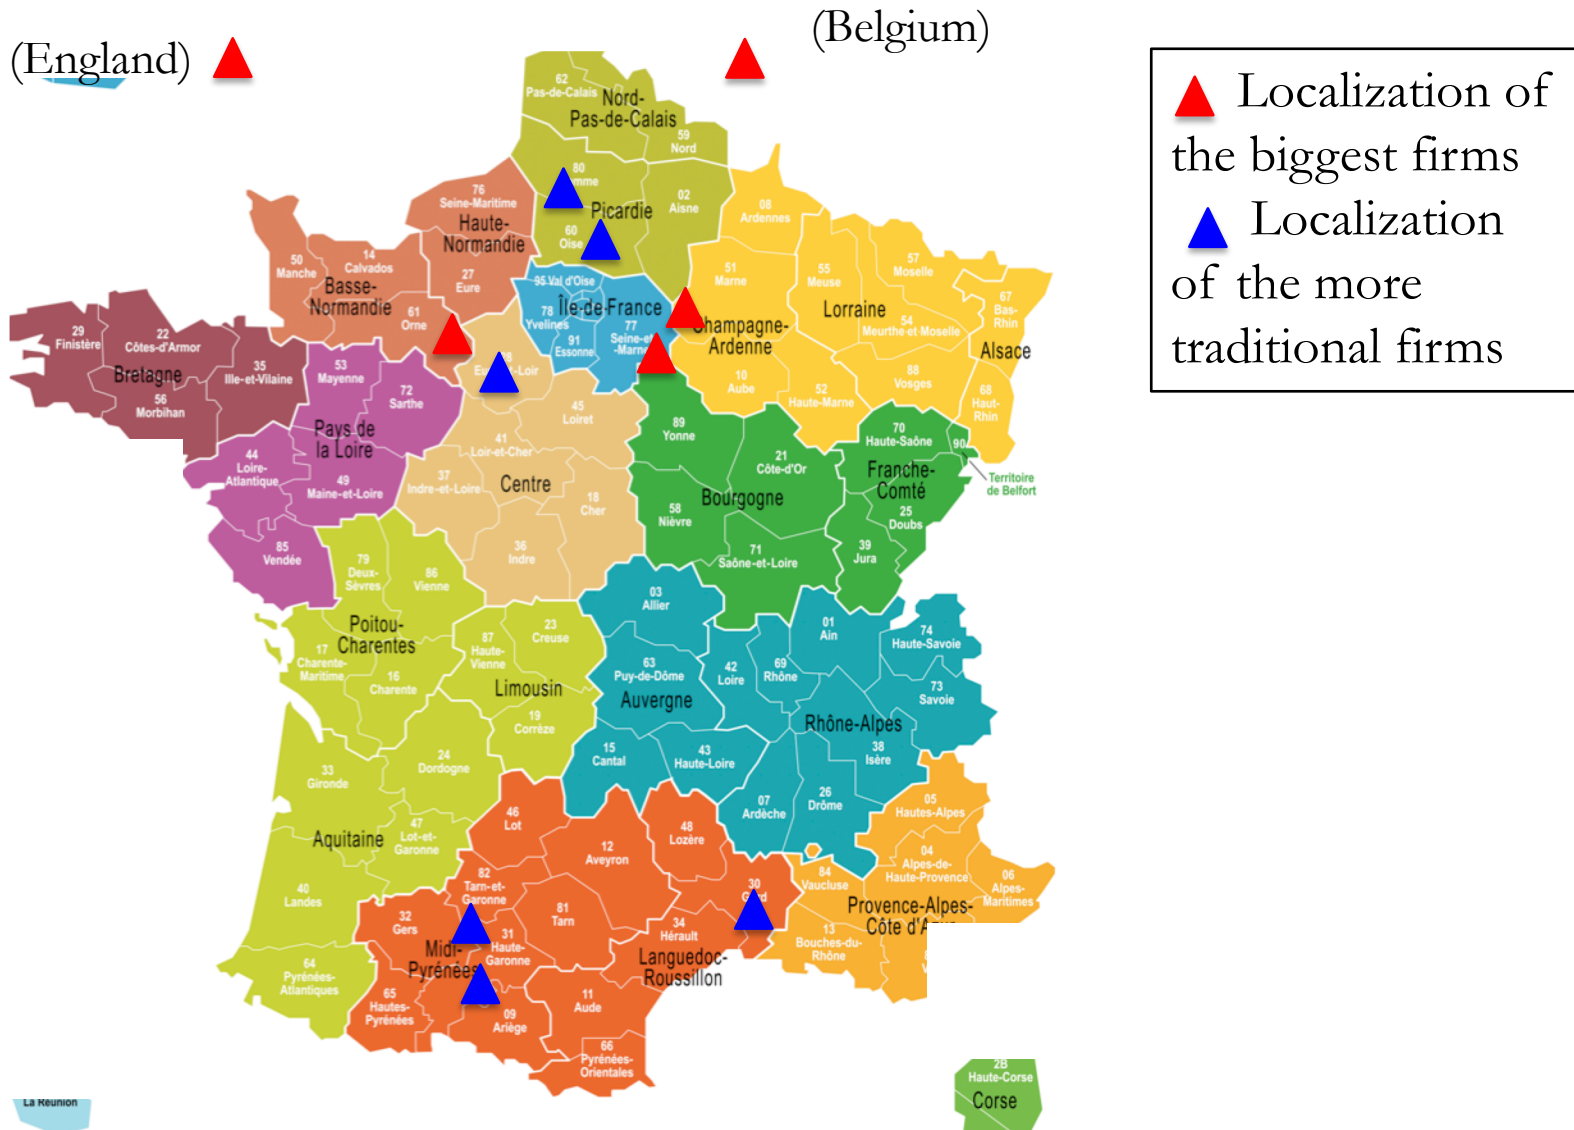 (England)
(Belgium)
Localization of
the biggest firms
Localization
of the more
traditional firms
62
Pas-de-Calais
Nord-
Pas-de-Calais
59
Nord
80
02
Aisne
Picardie
60
Oise
76
Seine-Maritime
Haute-
Normandie
27
Eure
14
Calvados
50
Manche
Basse-
Normandie
61
Orne
95 Val d'Oise
Île-de-France
78
Yvelines
91
Essonne
77
08
Ardennes
51
Marne
Champagne-
Ardenne
10
Aube
52
Haute-Marne
55
Meuse
57
Moselle
Lorraine
54
Meurthe-et-Moselle
88
Vosges
67
Bas-
Rhin
Alsace
68
Haut-
Rhin
29
Finistère
22
Côtes-d'Armor
Bretagne
35
Ille-et-Vilaine
56
Morbihan
53
Mayenne
72
Sarthe
Pays de
la Loire
44
Loire-
Atlantique
49
Maine-et-Loire
85
Vendée
45
Loiret
41
Loir-et-Cher
37
Indre-et-Loire
Centre
18
Cher
36
Indre
89
Yonne
21
Côte-d'Or
Bourgogne
58
Nièvre
71
Saône-et-Loire
70
Haute-Saône
90
Territoire
de Belfort
Franche-
Comté
25
Doubs
39
Jura
79
Deux-
Sèvres
86
Vienne
Poitou-
Charentes
17
Charente-
Maritime
16
Charente
87
Haute-
Vienne
23
Creuse
Limousin
19
Corrèze
03
Allier
63
Puy-de-Dôme
Auvergne
15
Cantal
43
Haute-Loire
42
Loire
69
Rhône
01
Ain
74
Haute-Savoie
73
Savoie
Rhône-Alpes
38
Isère
07
Ardèche
26
Drôme
33
Gironde
24
Dordogne
47
Lot-et-
Garonne
Aquitaine
40
Landes
64
Pyrénées-
Atlantiques
46
Lot
12
Aveyron
82
Tarn-et-
Garonne
81
Tarn
32
Gers
31
Haute-
Garonne
Midi-
Pyrénées
65
Hautes-
Pyrénées
09
Ariège
48
Lozère
30
34
Hérault
Languedoc-
Roussillon
11
Aude
66
Pyrénées-
Orientales
05
Hautes-Alpes
04
Alpes-de-
Haute-Provence
06
Alpes-
Maritimes
84
Vaucluse
Provence-Alpes-
Côte
13
Bouches-du-
Rhône
2B
Haute-Corse
Corse
La Réunion